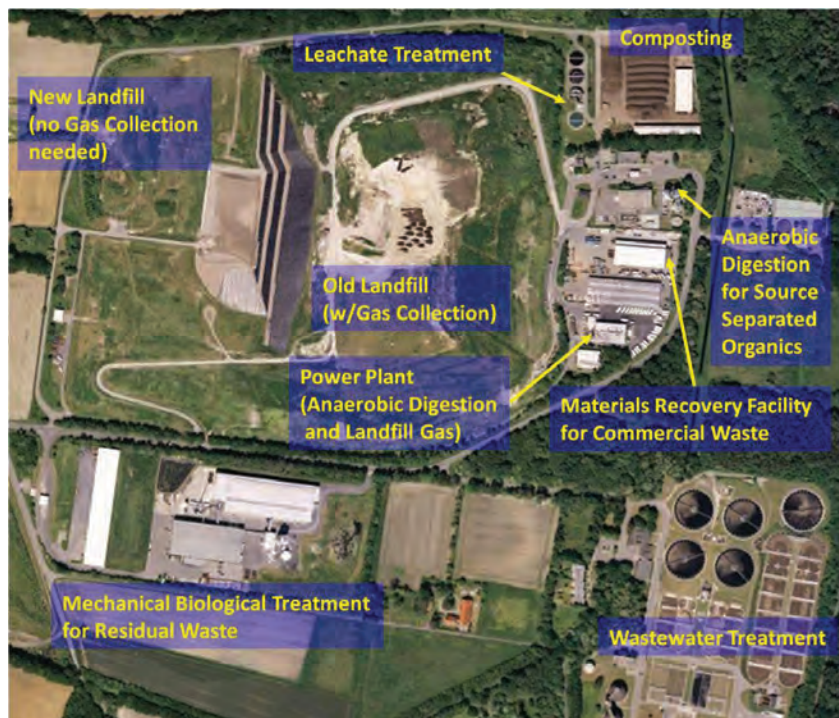 Composting
Leachate Treatment
New Landfill
(no Gas Collection
needed)
Anaerobic
Digestion
for Source
Separated
Organics
Old Landfill
(w/Gas Collection)
Power Plant
(Anaerobic Digestion
and Landfill Gas)
Materials Recovery Facility
for Commercial Waste
Mechanical Biological Treatment
for Residual Waste
Wastewater Treatment